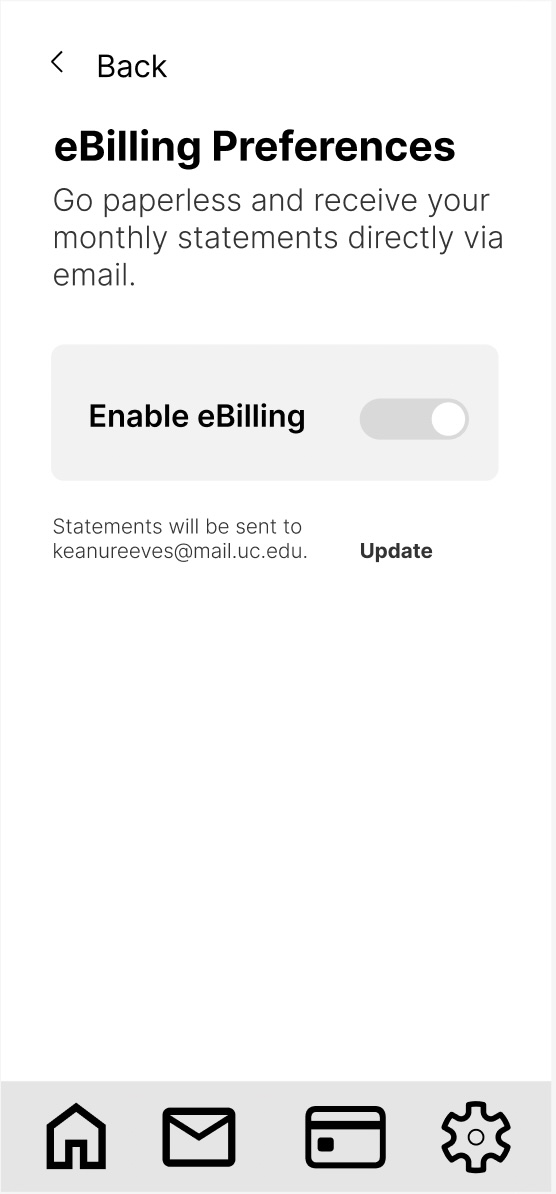 Back
eBilling Preferences
Go paperless and receive your
monthly statements directly via
email.
Enable eBilling
Statements will be sent to
keanureeves@mail.uc.edu.
Update